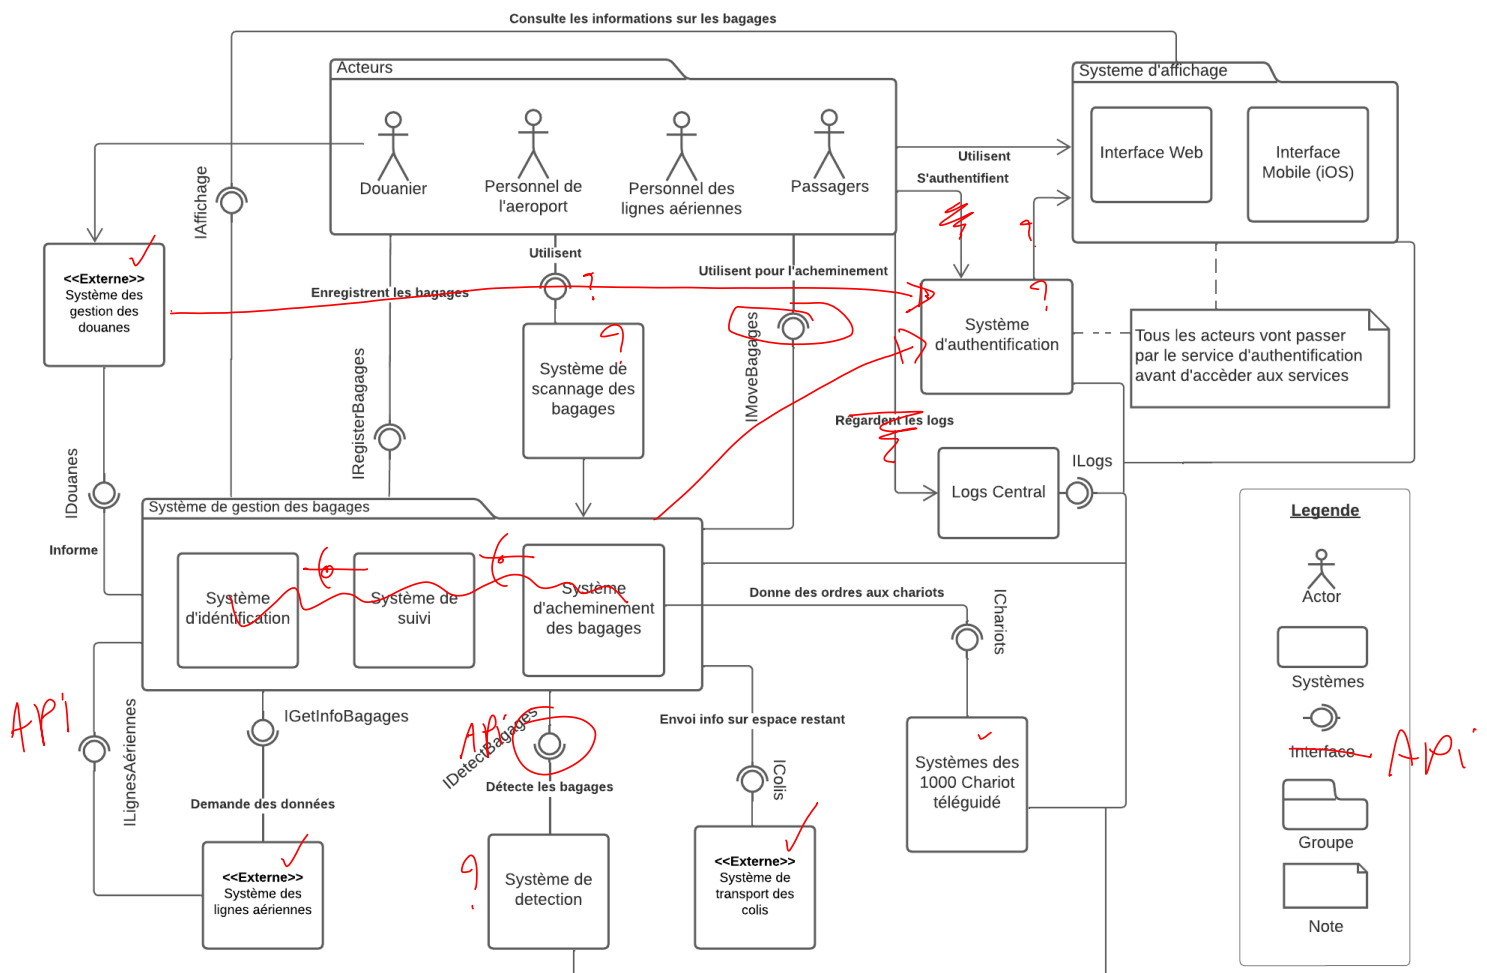 Consulte les informations sur les bagages
Acteurs
Systeme d'affichage
Douanier
Personnel de
l'aeroport
Personnel des
lignes aériennes
Passagers
Utilisent
S'authentifient
Interface Web
Interface
Mobile (iOS)
IAffichage
<<Externe>>
Système des
gestion des
douanes
Utilisent
?
Enregistrent les bagages
Utilisent pour l'acheminement
?
?
Système
d'authentification
Tous les acteurs vont passer
par le service d'authentification
avant d'accèder aux services
?
Système de
scannage des
bagages
IMoveBagages
IRegisterBagages
Regardent les logs
IDouanes
Logs Central
ILogs
Informe
Système de gestion des bagages
Système
d'idéntification
Système de
suivi
Système
d'acheminement
des bagages
Donne des ordres aux chariots
IChariots
Legende
Actor
Systèmes
Interface
API
Groupe
Note
API
ILignesAériennes
IGetInfoBagages
API
IDetectBagages
Envoi info sur espace restant
IColis
Systèmes des
1000 Chariot
téléguidé
Demande des données
Détecte les bagages
<<Externe>>
Système des
lignes aériennes
?
Système de
detection
<<Externe>>
Système de
transport des
colis